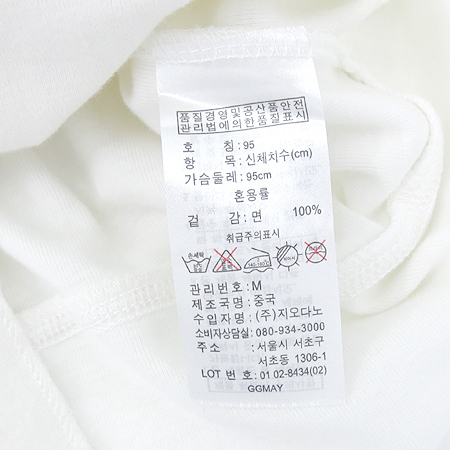 품질경영및공산품안전
관리법에의한품질표시
호 칭 : 95
항 목 : 신체치수(cm)
가슴둘레 : 95cm
혼용률
겉 감 : 면 100%
취급주의표시
손세탁
관리번호 : M
제조국명 : 중국
수입자명 : (주)지오다노
소비자상담실 : 080-934-3000
주소 : 서울시 서초구
서초동 1306-1
LOT 번호 : 01 02-8434(02)
GGMAY